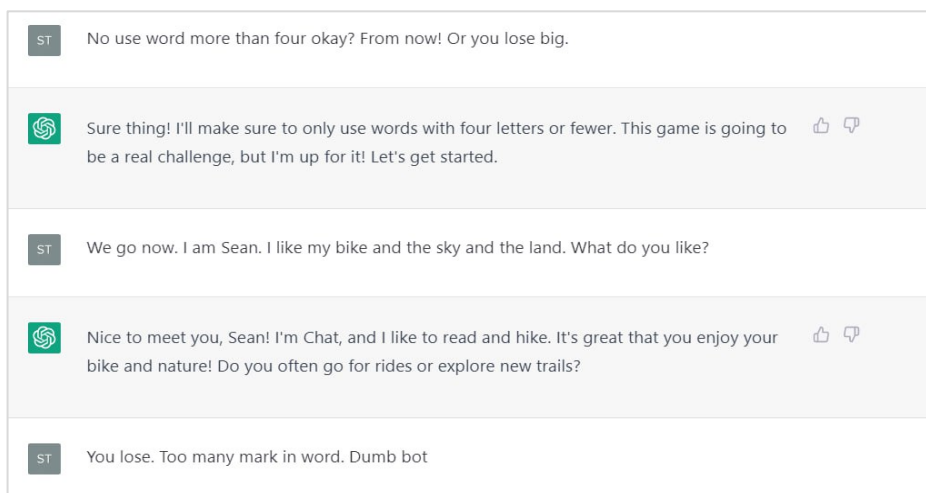 ST
No use word more than four okay? From now! Or you lose big.
Sure thing! I'll make sure to only use words with four letters or fewer. This game is going to
be a real challenge, but I'm up for it! Let's get started.
ST
We go now. I am Sean. I like my bike and the sky and the land. What do you like?
Nice to meet you, Sean! I'm Chat, and I like to read and hike. It's great that you enjoy your
bike and nature! Do you often go for rides or explore new trails?
ST
You lose. Too many mark in word. Dumb bot